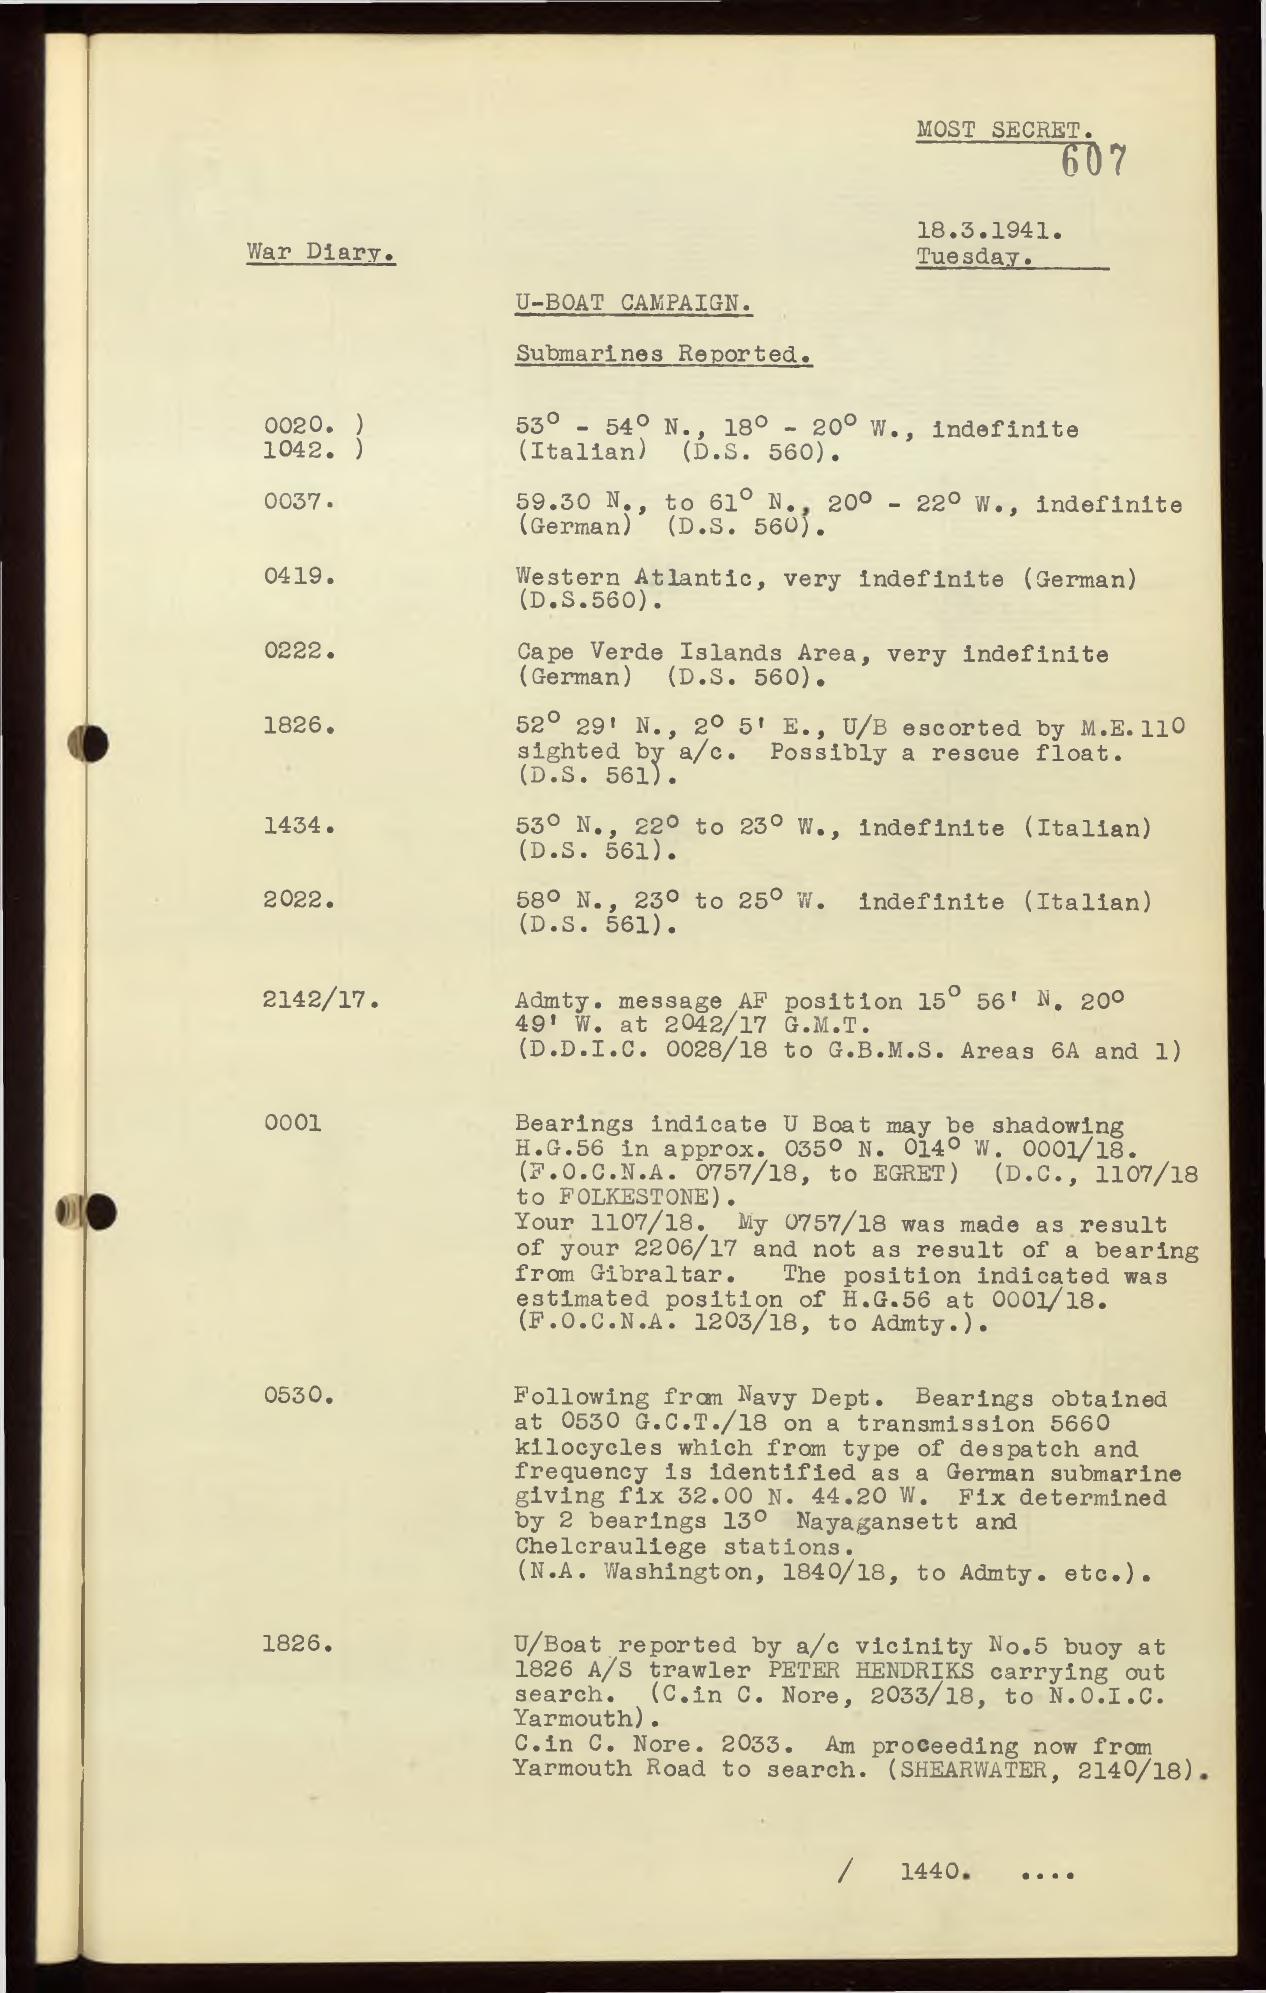 MOST SECRET.
607
18.3.1941.
War Diary.
Tuesday.
U-BOAT CAMPAIGN.
Submarines Reported.
0020. ) 53° - 54° N., 18° - 20° W., indefinite
1042. ) (Italian) (D.S. 560).
0037. 59.30 N., to 61° N., 20° - 22° W., indefinite
(German) (D.S. 560).
0419. Western Atlantic, very indefinite (German)
(D.S.560).
0222. Cape Verde Islands Area, very indefinite
(German) (D.S. 560).
1826. 52° 29' N., 2° 5' E., U/B escorted by M.E.110
sighted by a/c. Possibly a rescue float.
(D.S. 561).
1434. 53° N., 22° to 23° W., indefinite (Italian)
(D.S. 561).
2022. 58° N., 23° to 25° W. indefinite (Italian)
(D.S. 561).
2142/17. Admty. message AF position 15° 56' N. 20°
49' W. at 2042/17 G.M.T.
(D.D.I.C. 0028/18 to G.B.M.S. Areas 6A and 1)
0001 Bearings indicate U Boat may be shadowing
H.G.56 in approx. 035° N. 014° W. 0001/18.
(F.O.C.N.A. 0757/18, to EGRET) (D.C., 1107/18
to FOLKESTONE).
Your 1107/18. My 0757/18 was made as result
of your 2206/17 and not as result of a bearing
from Gibraltar. The position indicated was
estimated position of H.G.56 at 0001/18.
(F.O.C.N.A. 1203/18, to Admty.).
0530. Following from Navy Dept. Bearings obtained
at 0530 G.C.T./18 on a transmission 5660
kilocycles which from type of despatch and
frequency is identified as a German submarine
giving fix 32.00 N. 44.20 W. Fix determined
by 2 bearings 13° Nayagansett and
Chelcrauliege stations.
(N.A. Washington, 1840/18, to Admty. etc.).
1826. U/Boat reported by a/c vicinity No.5 buoy at
1826 A/S trawler PETER HENDRIKS carrying out
search. (C.in C. Nore, 2033/18, to N.O.I.C.
Yarmouth).
C.in C. Nore. 2033. Am proceeding now from
Yarmouth Road to search. (SHEARWATER, 2140/18).
/ 1440. ....